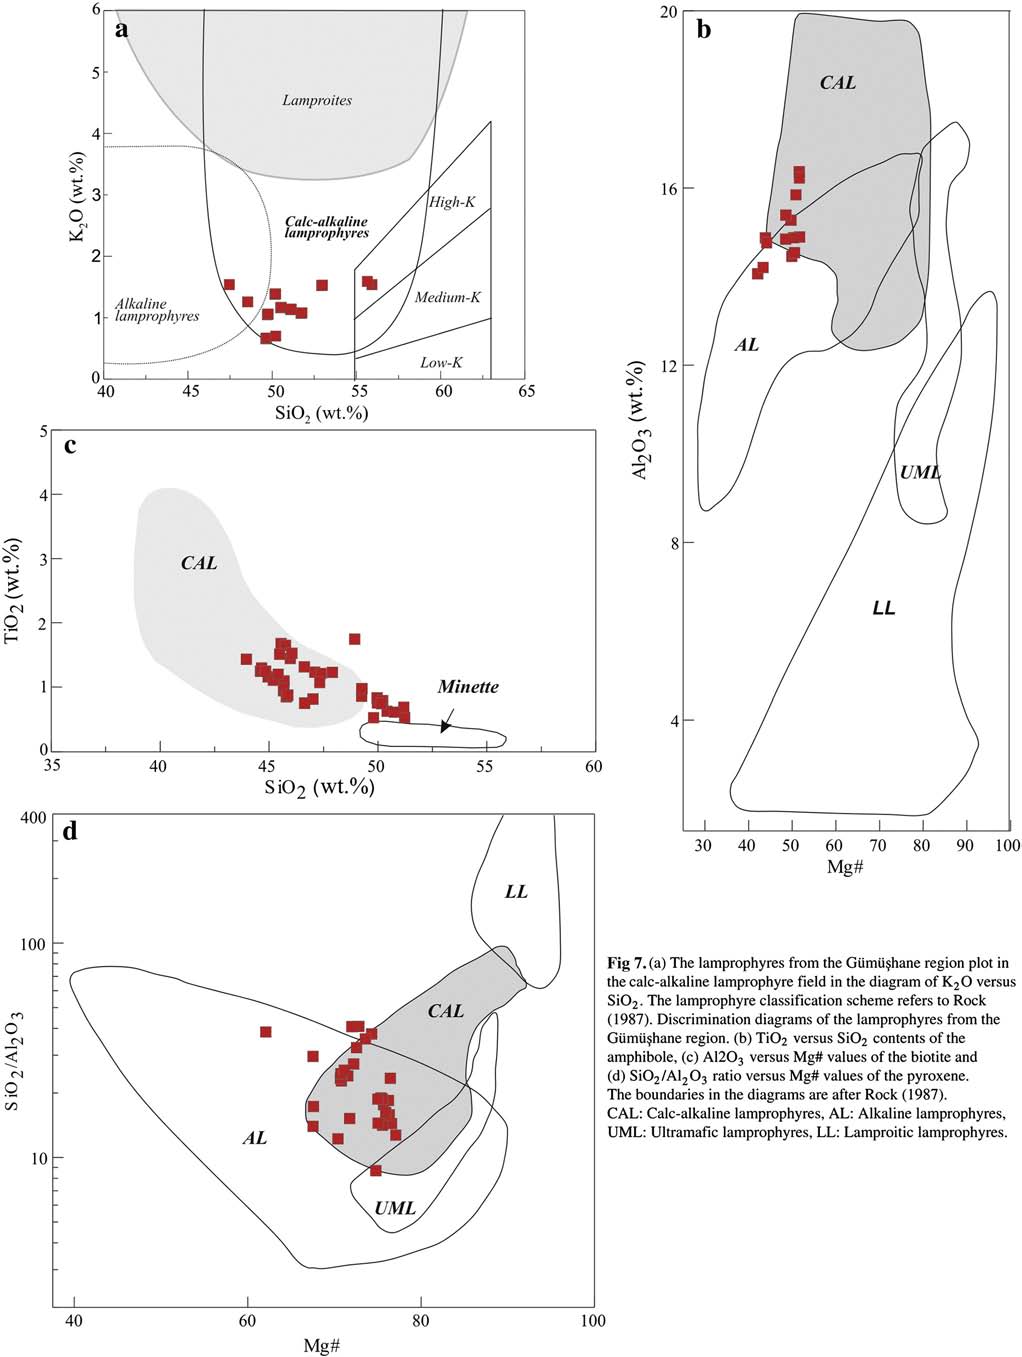 a
6
5
4
3
2
1
0
K2O (wt.%)
Lamproites
High-K
Calc-alkaline
lamprophyres
Medium-K
Alkaline
lamprophyres
Low-K
40 45 50 55 60 65
SiO2 (wt.%)
b
20
16
12
8
4
Al2O3 (wt.%)
CAL
AL
UML
LL
30 40 50 60 70 80 90 100
Mg#
c
5
4
3
2
1
0
TiO2 (wt.%)
CAL
Minette
35 40 45 50 55 60
SiO2 (wt.%)
d
400
100
10
SiO2/Al2O3
LL
CAL
AL
UML
40 60 80 100
Mg#
Fig 7. (a) The lamprophyres from the Gümüşhane region plot in
the calc-alkaline lamprophyre field in the diagram of K2O versus
SiO2. The lamprophyre classification scheme refers to Rock
(1987). Discrimination diagrams of the lamprophyres from the
Gümüşhane region. (b) TiO2 versus SiO2 contents of the
amphibole, (c) Al2O3 versus Mg# values of the biotite and
(d) SiO2/Al2O3 ratio versus Mg# values of the pyroxene.
The boundaries in the diagrams are after Rock (1987).
CAL: Calc-alkaline lamprophyres, AL: Alkaline lamprophyres,
UML: Ultramafic lamprophyres, LL: Lamproitic lamprophyres.